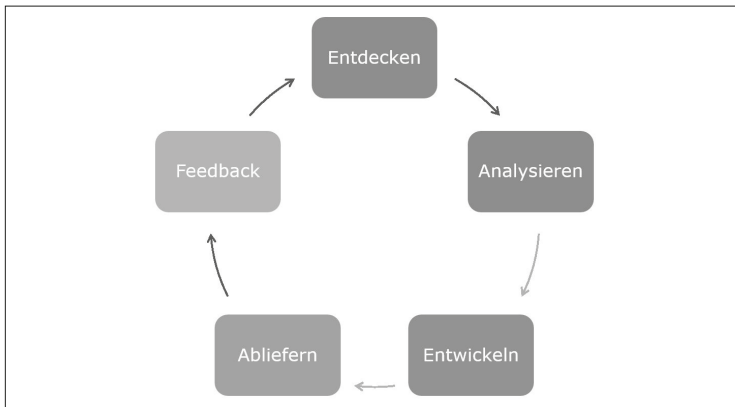 Entdecken
Analysieren
Entwickeln
Abliefern
Feedback